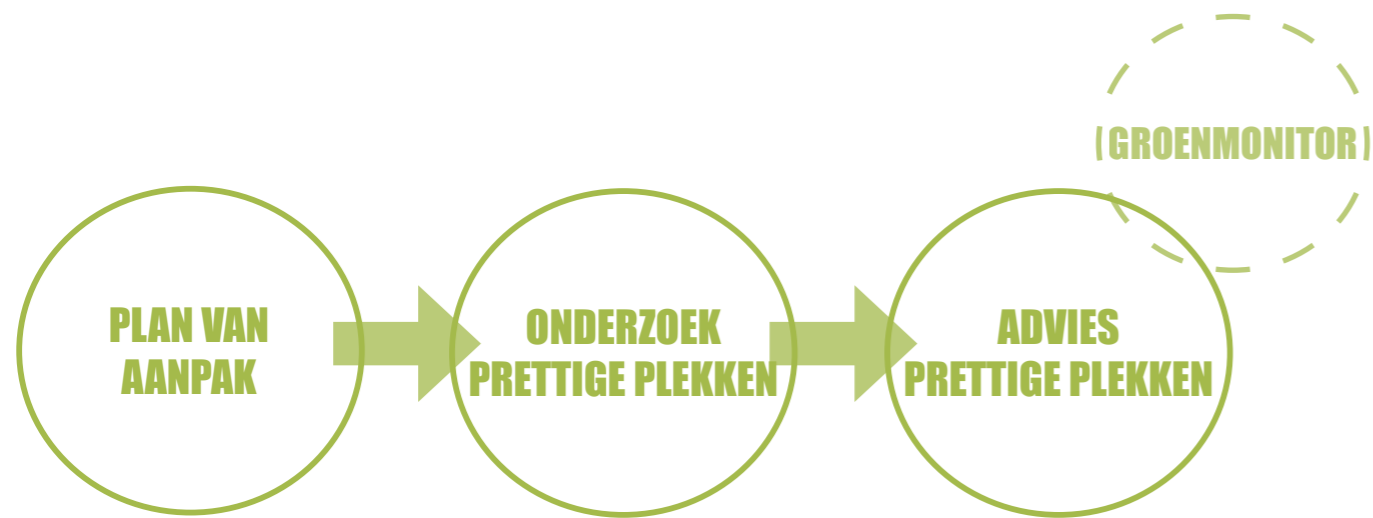 (GROENMONITOR)
PLAN VAN
AANPAK
ONDERZOEK
PRETTIGE PLEKKEN
ADVIES
PRETTIGE PLEKKEN